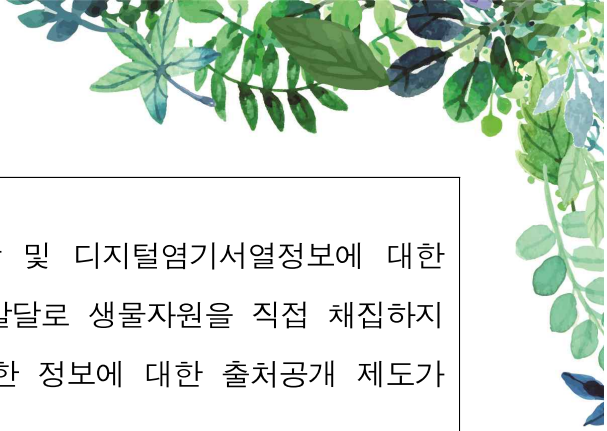 및 디지털염기서열정보에 대한
발달로 생물자원을 직접 채집하지
한 정보에 대한 출처공개 제도가